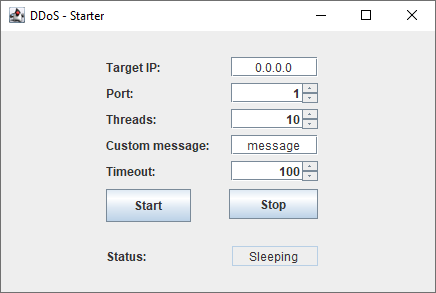 DDoS - Starter
Target IP: 0.0.0.0
Port: 1
Threads: 10
Custom message: message
Timeout: 100
Start Stop
Status: Sleeping